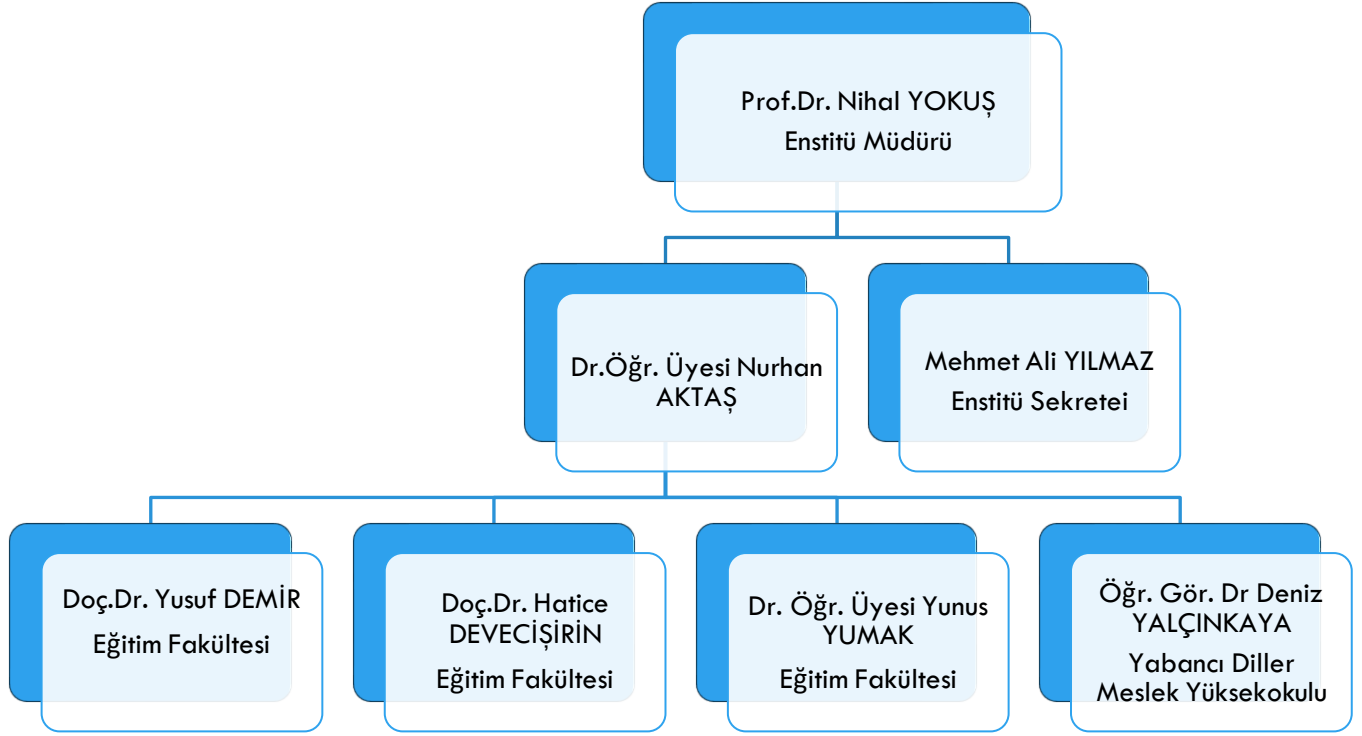 Prof.Dr. Nihal YOKUŞ
Enstitü Müdürü
Dr.Öğr. Üyesi Nurhan
AKTAŞ
Mehmet Ali YILMAZ
Enstitü Sekretei
Doç.Dr. Yusuf DEMİR
Eğitim Fakültesi
Doç.Dr. Hatice
DEVECİŞİRİN
Eğitim Fakültesi
Dr. Öğr. Üyesi Yunus
YUMAK
Eğitim Fakültesi
Öğr. Gör. Dr Deniz
YALÇINKAYA
Yabancı Diller
Meslek Yüksekokulu